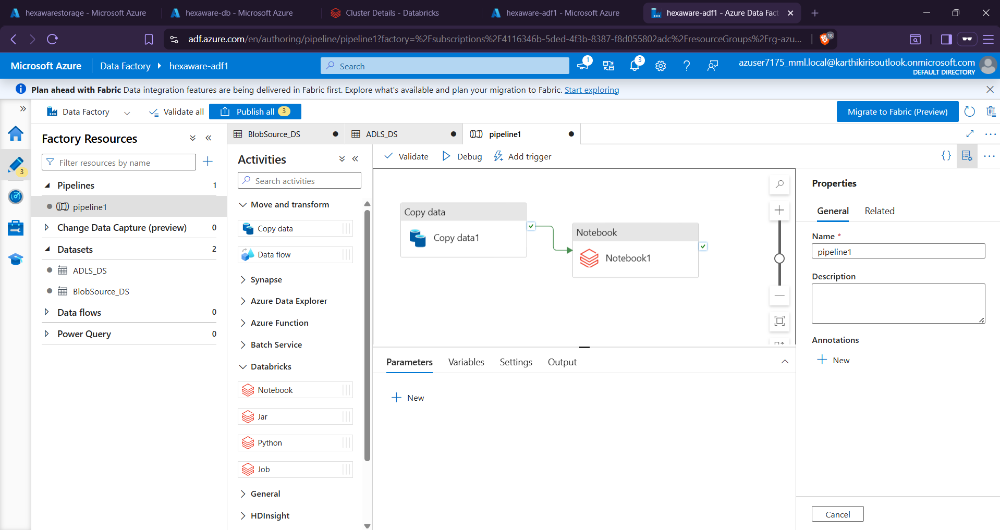 hexawarestorage - Microsoft Azure
hexaware-db - Microsoft Azure
Cluster Details - Databricks
hexaware-adf1 - Microsoft Azure
hexaware-adf1 - Azure Data Fact
adf.azure.com/en/authoring/pipeline/pipeline1?factory=%2Fsubscriptions%2F4116346b-5ded-4f3b-8387-f8d055802adc%2FresourceGroups%2Frg-azu...
18
Microsoft Azure
Data Factory
hexaware-adf1
Search
1
3
azuser7175_mml.local@karthikirisoutlook.onmicrosoft.com
DEFAULT DIRECTORY
Plan ahead with Fabric Data integration features are being delivered in Fabric first. Explore what's available and plan your migration to Fabric. Start exploring
Data Factory
Validate all
Publish all 3
Migrate to Fabric (Preview)
3
Factory Resources
Filter resources by name
Pipelines 1
pipeline1
Change Data Capture (preview) 0
Datasets 2
ADLS_DS
BlobSource_DS
Data flows 0
Power Query 0
BlobSource_DS
ADLS_DS
pipeline1
Activities
Search activities
Move and transform
Copy data
Data flow
Synapse
Azure Data Explorer
Azure Function
Batch Service
Databricks
Notebook
Jar
Python
Job
General
HDInsight
Validate
Debug
Add trigger
Copy data
Copy data1
Notebook
Notebook1
Parameters
Variables
Settings
Output
New
Properties
General
Related
Name *
pipeline1
Description
Annotations
New
Cancel